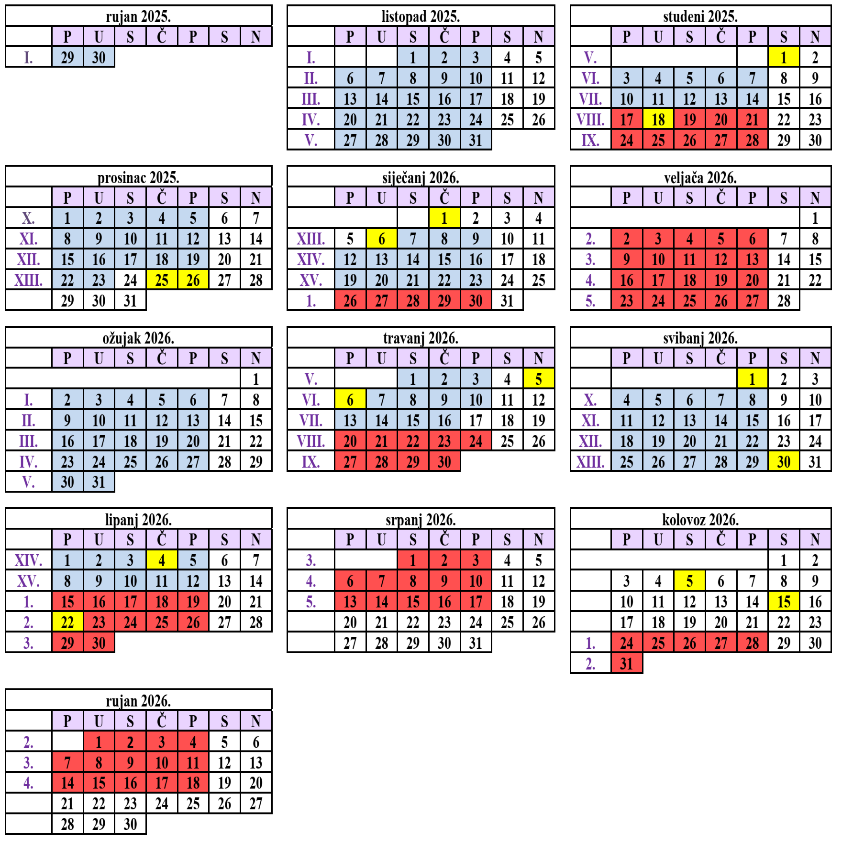 rujan 2025.
P U S Č P S N
I. 29 30
listopad 2025.
P U S Č P S N
I. 1 2 3 4 5
II. 6 7 8 9 10 11 12
III. 13 14 15 16 17 18 19
IV. 20 21 22 23 24 25 26
V. 27 28 29 30 31
studeni 2025.
P U S Č P S N
V. 1 2
VI. 3 4 5 6 7 8 9
VII. 10 11 12 13 14 15 16
VIII. 17 18 19 20 21 22 23
IX. 24 25 26 27 28 29 30
prosinac 2025.
P U S Č P S N
X. 1 2 3 4 5 6 7
XI. 8 9 10 11 12 13 14
XII. 15 16 17 18 19 20 21
XIII. 22 23 24 25 26 27 28
29 30 31
siječanj 2026.
P U S Č P S N
1 2 3 4
XIII. 5 6 7 8 9 10 11
XIV. 12 13 14 15 16 17 18
XV. 19 20 21 22 23 24 25
1. 26 27 28 29 30 31
veljača 2026.
P U S Č P S N
1
2. 2 3 4 5 6 7 8
3. 9 10 11 12 13 14 15
4. 16 17 18 19 20 21 22
5. 23 24 25 26 27 28
ožujak 2026.
P U S Č P S N
1
I. 2 3 4 5 6 7 8
II. 9 10 11 12 13 14 15
III. 16 17 18 19 20 21 22
IV. 23 24 25 26 27 28 29
V. 30 31
travanj 2026.
P U S Č P S N
V. 1 2 3 4 5
VI. 6 7 8 9 10 11 12
VII. 13 14 15 16 17 18 19
VIII. 20 21 22 23 24 25 26
IX. 27 28 29 30
svibanj 2026.
P U S Č P S N
1 2 3
X. 4 5 6 7 8 9 10
XI. 11 12 13 14 15 16 17
XII. 18 19 20 21 22 23 24
XIII. 25 26 27 28 29 30 31
lipanj 2026.
P U S Č P S N
XIV. 1 2 3 4 5 6 7
XV. 8 9 10 11 12 13 14
1. 15 16 17 18 19 20 21
2. 22 23 24 25 26 27 28
3. 29 30
srpanj 2026.
P U S Č P S N
3. 1 2 3 4 5
4. 6 7 8 9 10 11 12
5. 13 14 15 16 17 18 19
20 21 22 23 24 25 26
27 28 29 30 31
kolovoz 2026.
P U S Č P S N
1 2
3 4 5 6 7 8 9
10 11 12 13 14 15 16
17 18 19 20 21 22 23
1. 24 25 26 27 28 29 30
2. 31
rujan 2026.
P U S Č P S N
2. 1 2 3 4 5 6
3. 7 8 9 10 11 12 13
4. 14 15 16 17 18 19 20
21 22 23 24 25 26 27
28 29 30